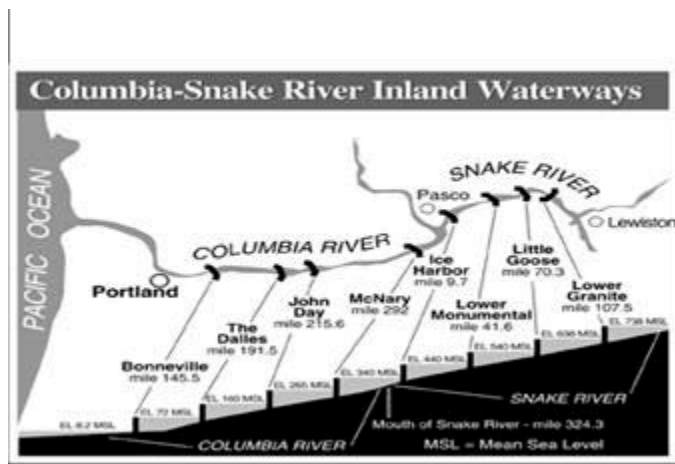 Columbia-Snake River Inland Waterways
PACIFIC OCEAN
SNAKE RIVER
Pasco
Lewiston
COLUMBIA RIVER
Portland
Bonneville
mile 145.5
The
Dalles
mile 191.5
John
Day
mile 215.6
McNary
mile 292
Ice
Harbor
mile 9.7
Lower
Monumental
mile 41.6
Little
Goose
mile 70.3
Lower
Granite
mile 107.5
EL 8.2 MSL
EL 72 MSL
EL 160 MSL
EL 265 MSL
EL 340 MSL
EL 440 MSL
EL 540 MSL
EL 638 MSL
EL 738 MSL
COLUMBIA RIVER
SNAKE RIVER
Mouth of Snake River - mile 324.3
MSL = Mean Sea Level